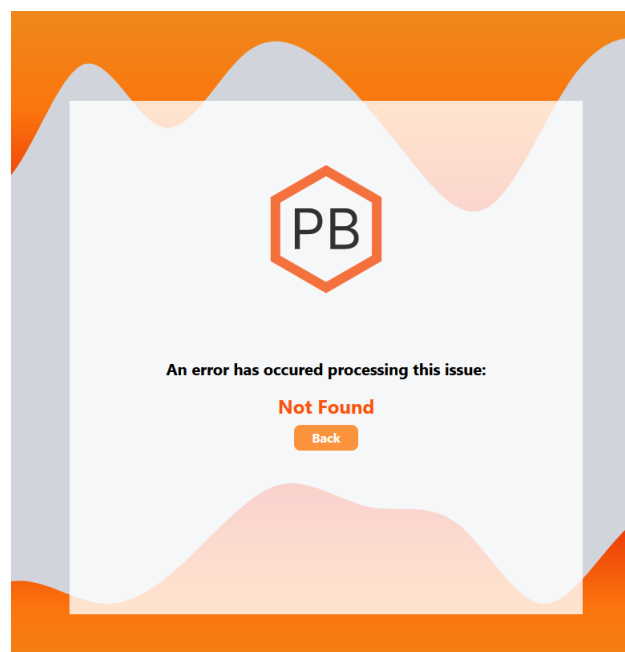 PB
An error has occured processing this issue:
Not Found
Back